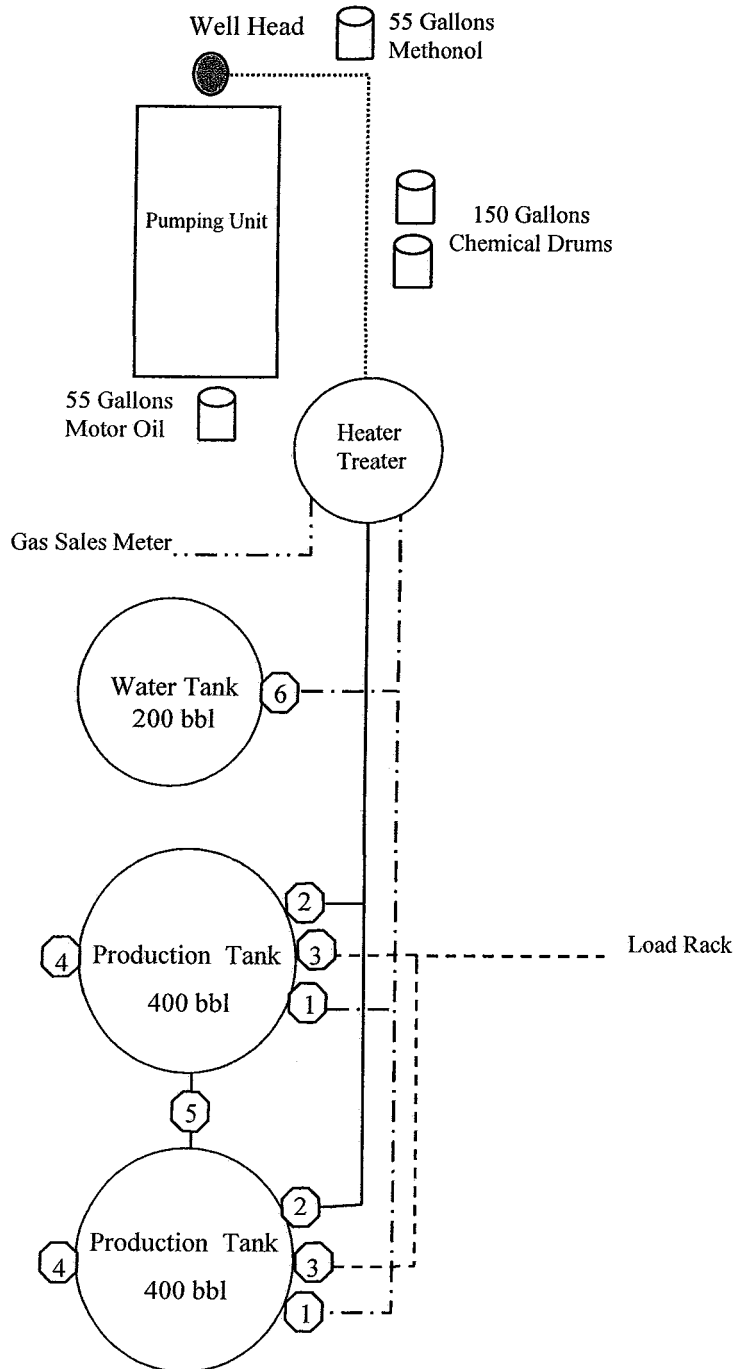 Well Head
55 Gallons
Methonol
Pumping Unit
150 Gallons
Chemical Drums
55 Gallons
Motor Oil
Heater
Treater
Gas Sales Meter
Water Tank
200 bbl
6
2
4
Production Tank
400 bbl
3
Load Rack
1
5
2
4
Production Tank
400 bbl
3
1